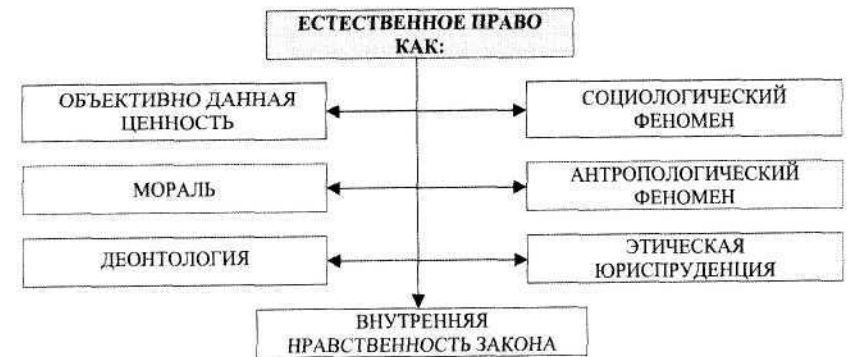 ЕСТЕСТВЕННОЕ ПРАВО
КАК:
ОБЪЕКТИВНО ДАННАЯ
ЦЕННОСТЬ
СОЦИОЛОГИЧЕСКИЙ
ФЕНОМЕН
МОРАЛЬ
АНТРОПОЛОГИЧЕСКИЙ
ФЕНОМЕН
ДЕОНТОЛОГИЯ
ЭТИЧЕСКАЯ
ЮРИСПРУДЕНЦИЯ
ВНУТРЕННЯЯ
НРАВСТВЕННОСТЬ ЗАКОНА